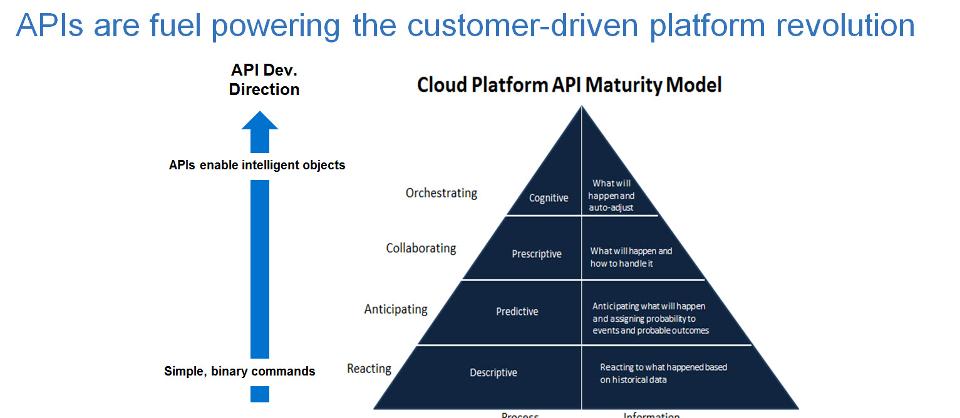 APIs are fuel powering the customer-driven platform revolution
API Dev.
Direction
Cloud Platform API Maturity Model
APIs enable intelligent objects
Orchestrating
Cognitive
What will
happen and
auto-adjust
Collaborating
Prescriptive
What will happen and
how to handle it
Anticipating
Predictive
Anticipating what will happen
and assigning probability to
events and probable outcomes
Simple, binary commands
Reacting
Descriptive
Reacting to what happened based
on historical data
Process
Information